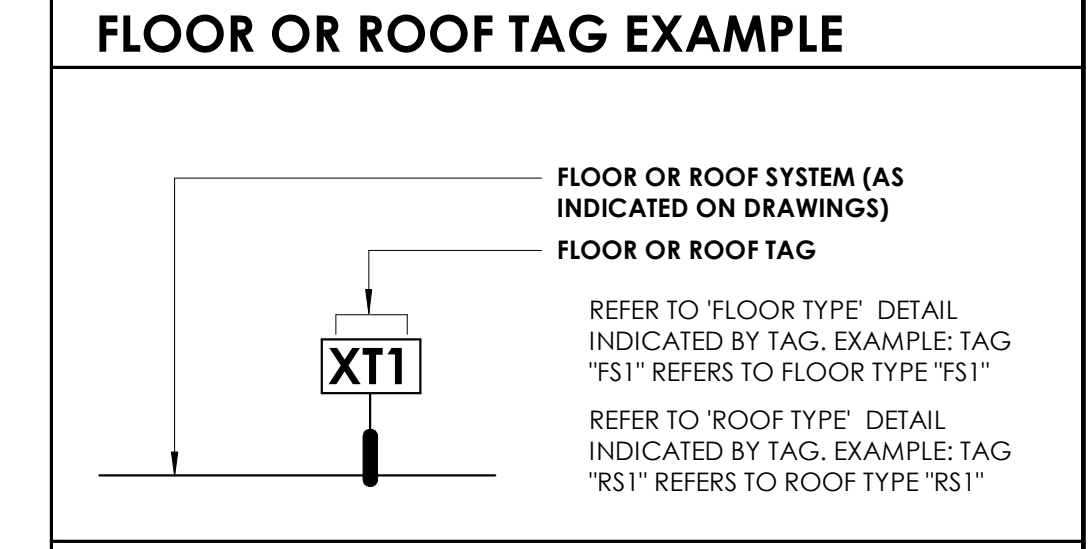 FLOOR OR ROOF TAG EXAMPLE
FLOOR OR ROOF SYSTEM (AS
INDICATED ON DRAWINGS)
FLOOR OR ROOF TAG
XT1
REFER TO 'FLOOR TYPE' DETAIL
INDICATED BY TAG. EXAMPLE: TAG
"FS1" REFERS TO FLOOR TYPE "FS1"
REFER TO 'ROOF TYPE' DETAIL
INDICATED BY TAG. EXAMPLE: TAG
"RS1" REFERS TO ROOF TYPE "RS1"